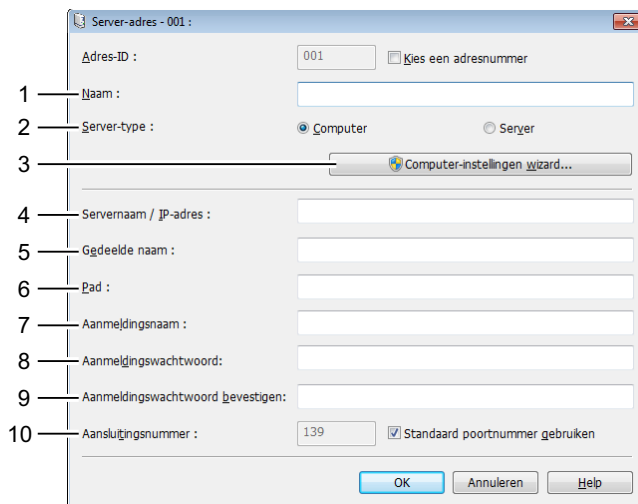 Server-adres - 001 :
Adres-ID : 001 Kies een adresnummer
1 Naam :
2 Server-type : Computer Server
3 Computer-instellingen wizard...
4 Servernaam / IP-adres :
5 Gedeelde naam :
6 Pad :
7 Aanmeldingsnaam :
8 Aanmeldingswachtwoord:
9 Aanmeldingswachtwoord bevestigen:
10 Aansluitingsnummer : 139 Standaard poortnummer gebruiken
OK Annuleren Help